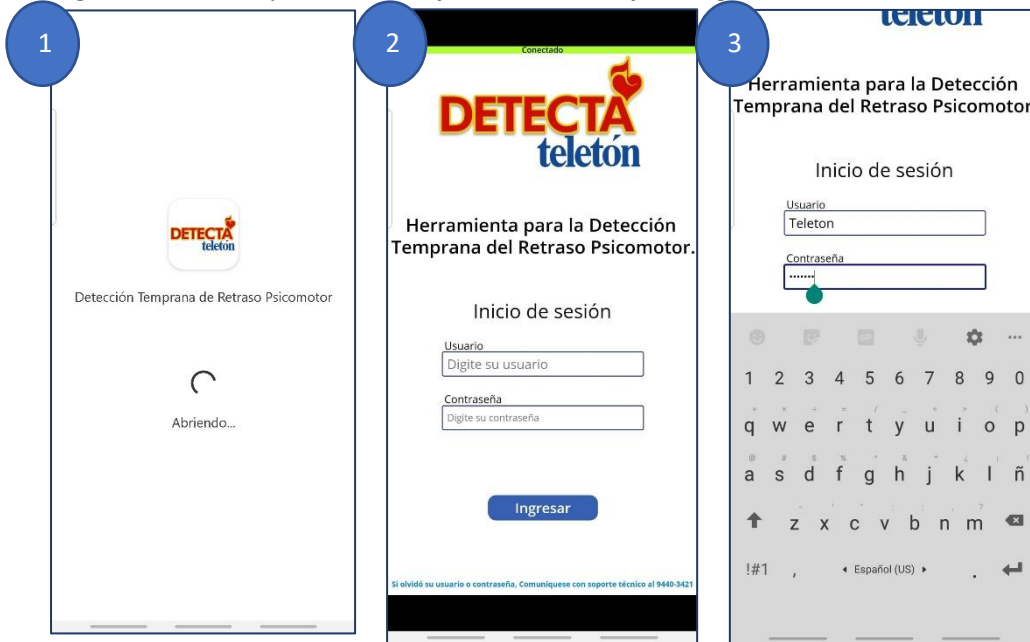 1
DETECTA
teletón
Detección Temprana de Retraso Psicomotor
Abriendo...
2
Conectado
DETECTA
teletón
Herramienta para la Detección
Temprana del Retraso Psicomotor.
Inicio de sesión
Usuario
Digite su usuario
Contraseña
Digite su contraseña
Ingresar
Si olvidó su usuario o contraseña, Comuníquese con soporte técnico al 9440-3421
3
teletón
Herramienta para la Detección
Temprana del Retraso Psicomotor
Inicio de sesión
Usuario
Teleton
Contraseña
•••••••
1 2 3 4 5 6 7 8 9 0
q w e r t y u i o p
a s d f g h j k l ñ
z x c v b n m
!#1 , Español (US) .